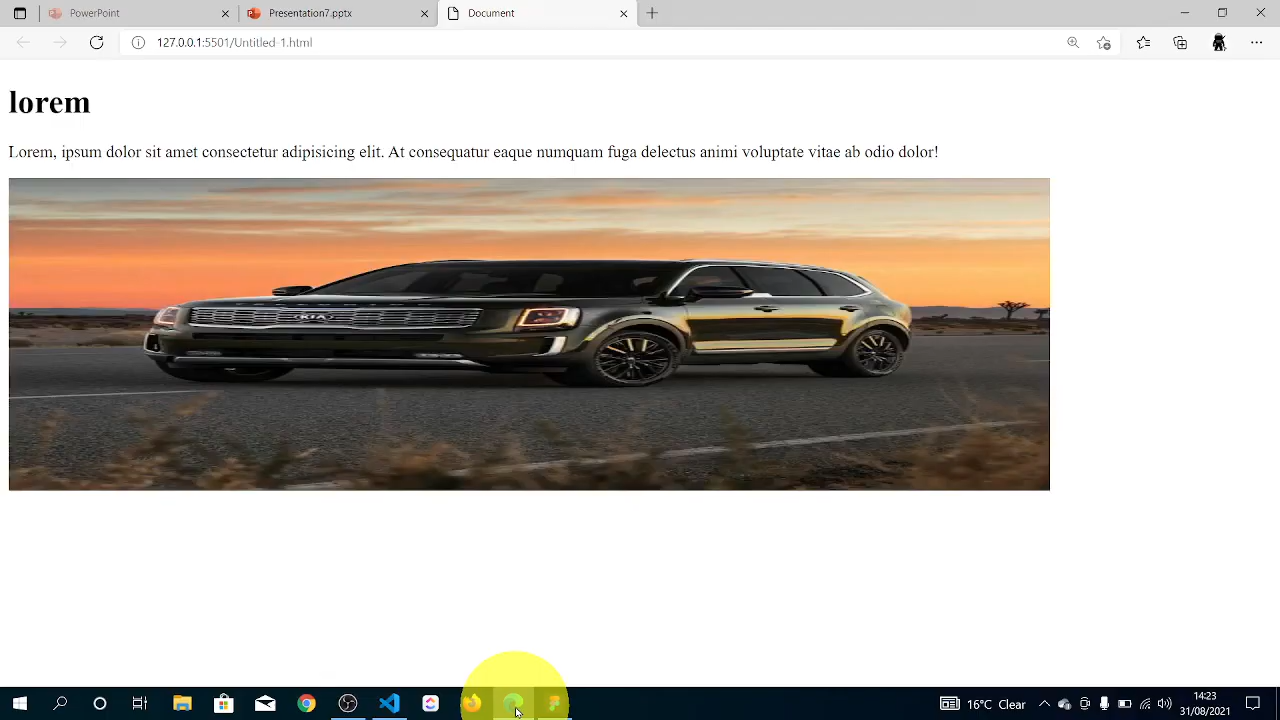 PowerPoint
Presentation7.pptx
Document
127.0.0.1:5501/Untitled-1.html
lorem
Lorem, ipsum dolor sit amet consectetur adipisicing elit. At consequatur eaque numquam fuga delectus animi voluptate vitae ab odio dolor!
KIA
16°C Clear
14:23
31/08/2021